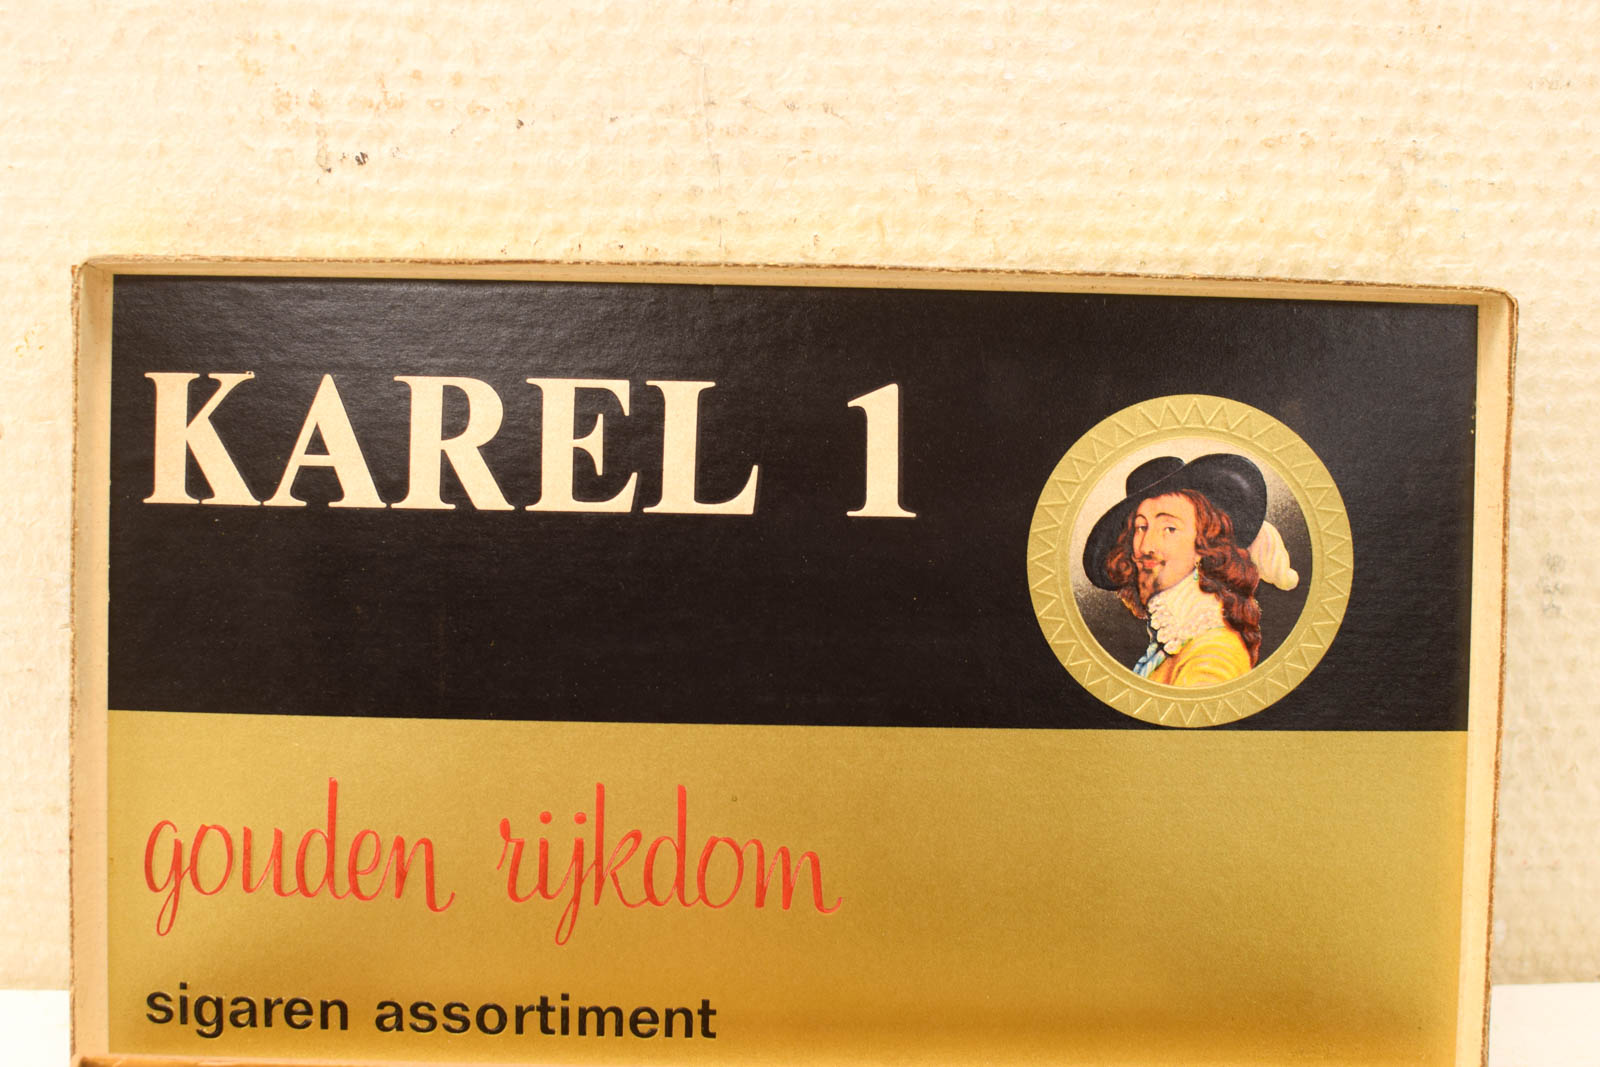 KAREL 1
gouden rijkdom
sigaren assortiment